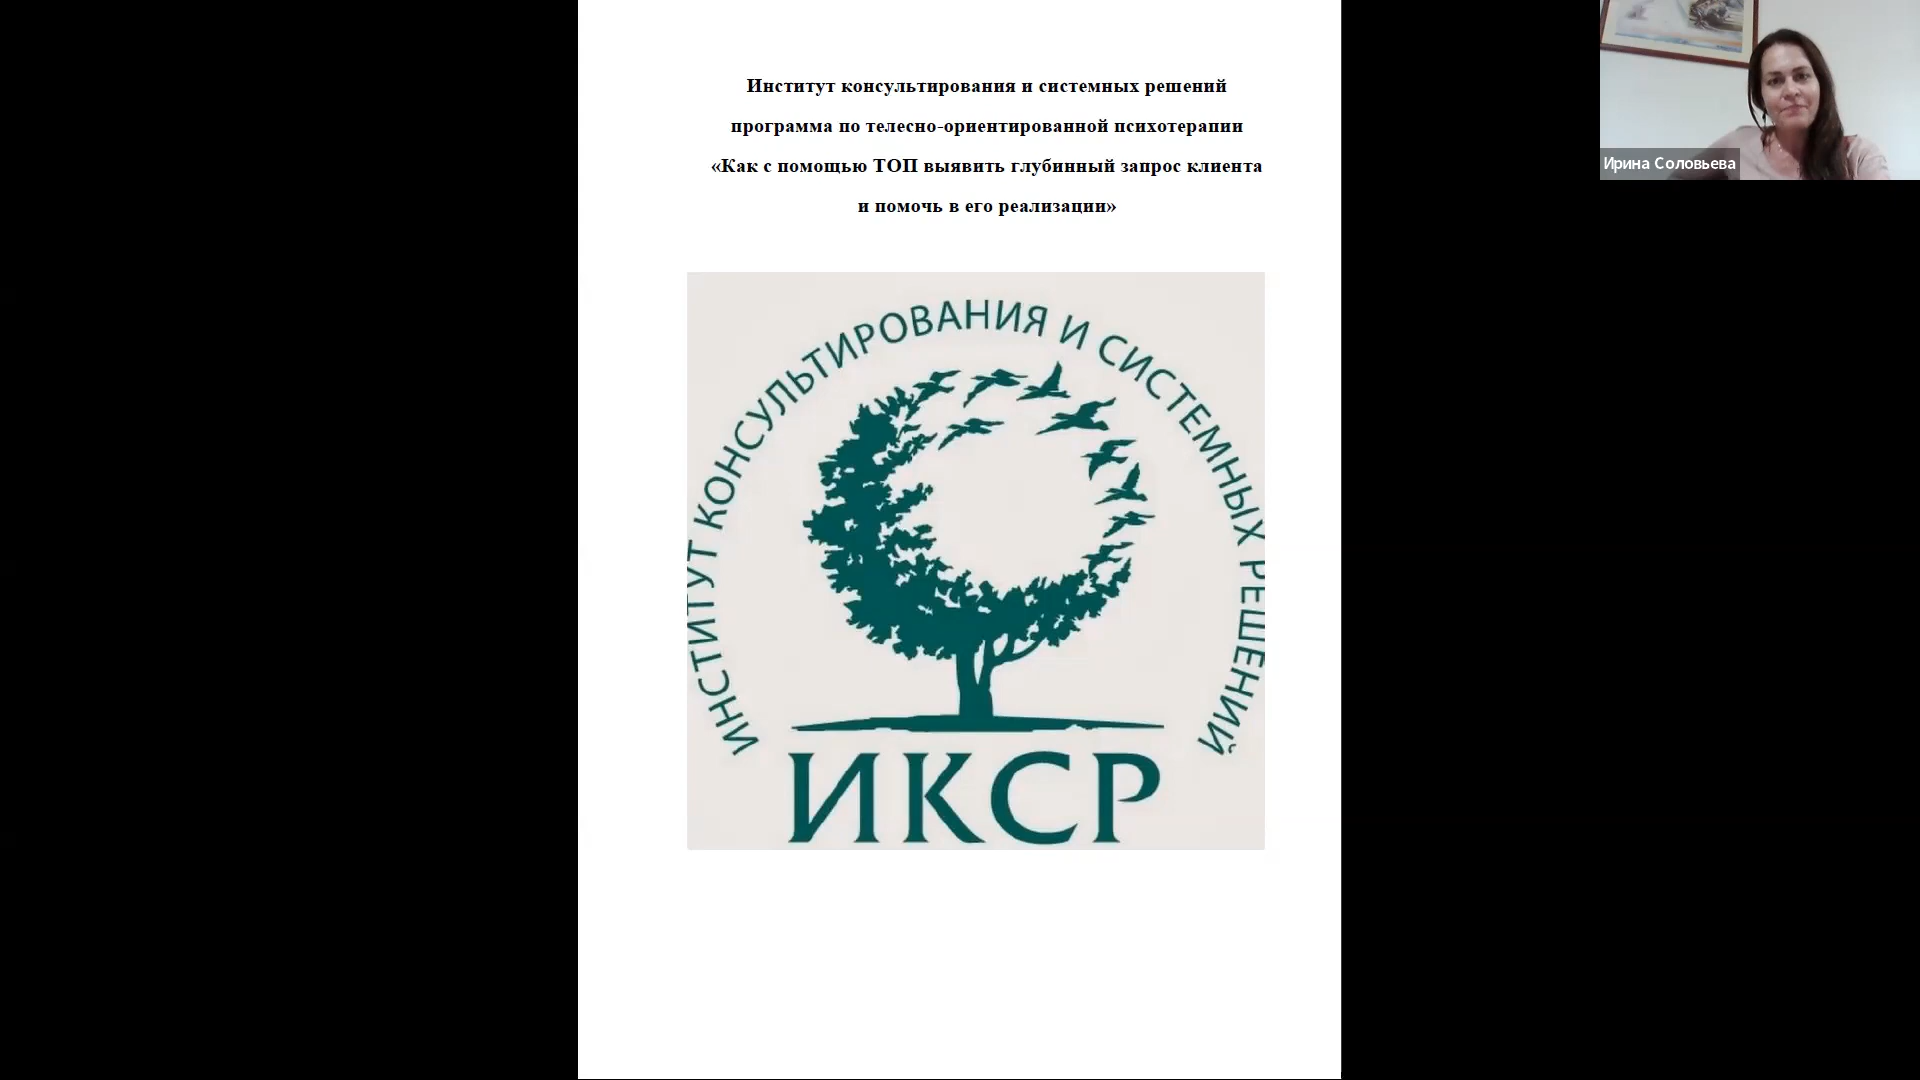 Институт консультирования и системных решений
программа по телесно-ориентированной психотерапии
«Как с помощью ТОП выявить глубинный запрос клиента
и помочь в его реализации»
ИНСТИТУТ КОНСУЛЬТИРОВАНИЯ И СИСТЕМНЫХ РЕШЕНИЙ
ИКСР
Ирина Соловьева